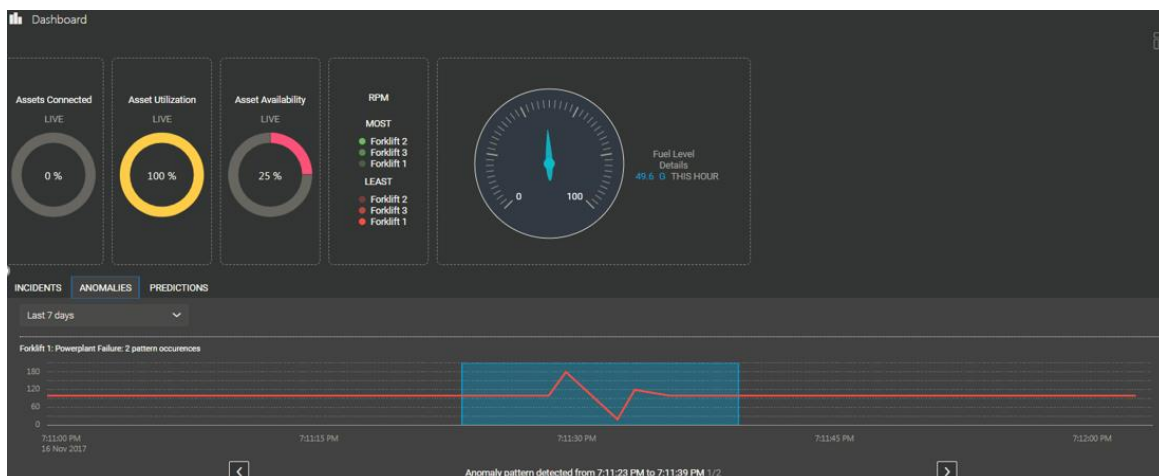 Dashboard
Assets Connected
LIVE
0 %
Asset Utilization
LIVE
100 %
Asset Availability
LIVE
25 %
RPM
MOST
Forklift 2
Forklift 3
Forklift 1
LEAST
Forklift 2
Forklift 3
Forklift 1
0 100
Fuel Level
Details
49.6 G THIS HOUR
INCIDENTS ANOMALIES PREDICTIONS
Last 7 days
Forklift 1: Powerplant Failure: 2 pattern occurences
180
120
60
0
7:11:00 PM 7:11:15 PM 7:11:30 PM 7:11:45 PM 7:12:00 PM
16 Nov 2017
Anomaly pattern detected from 7:11:23 PM to 7:11:39 PM 1/2